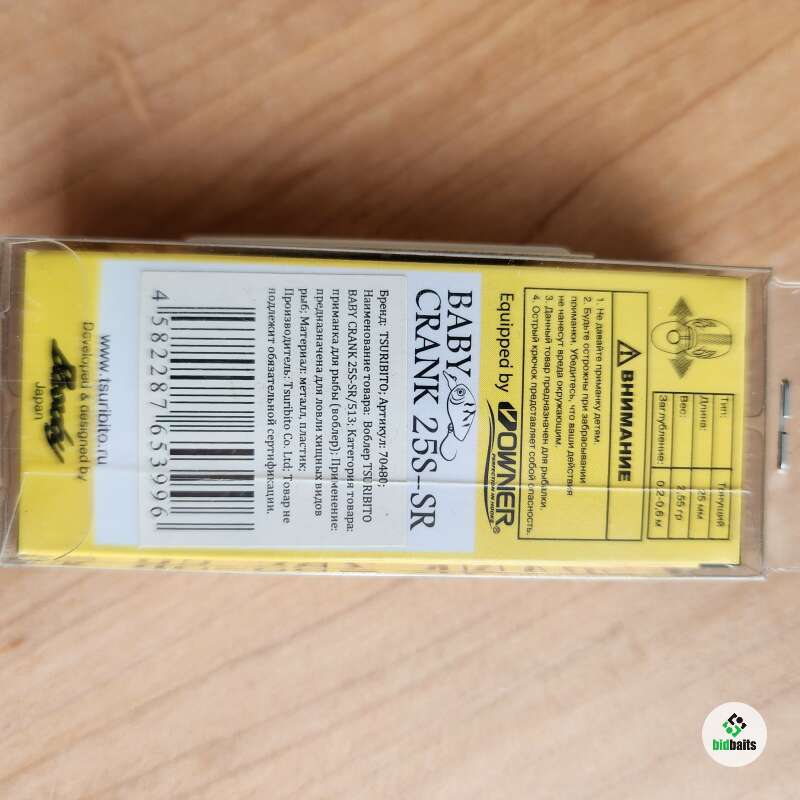 Тип: Тонущий
Длина: 25 мм
Вес: 2,55 гр
Заглубление: 0,2-0,6 м
ВНИМАНИЕ
1. Не давайте приманку детям.
2. Будьте осторожны при забрасывании
приманки. Убедитесь, что ваши действия
не нанесут вреда окружающим.
3. Данный товар предназначен для рыбалки.
4. Острый крючок представляет собой опасность.
Equipped by OWNER®
PERFECTION IN HOOKS
BABY
CRANK 25S-SR
Бренд: TSURIBITO; Артикул: 70480;
Наименование товара: Воблер TSURIBITO
BABY CRANK 25S-SR/513; Категория товара:
приманка для рыбы (воблер); Применение:
предназначена для ловли хищных видов
рыб; Материал: металл, пластик;
Производитель: Tsuribito Co. Ltd; Товар не
подлежит обязательной сертификации.
4 582287 653996
www.tsuribito.ru
Developed & designed by
Japan
bidbaits